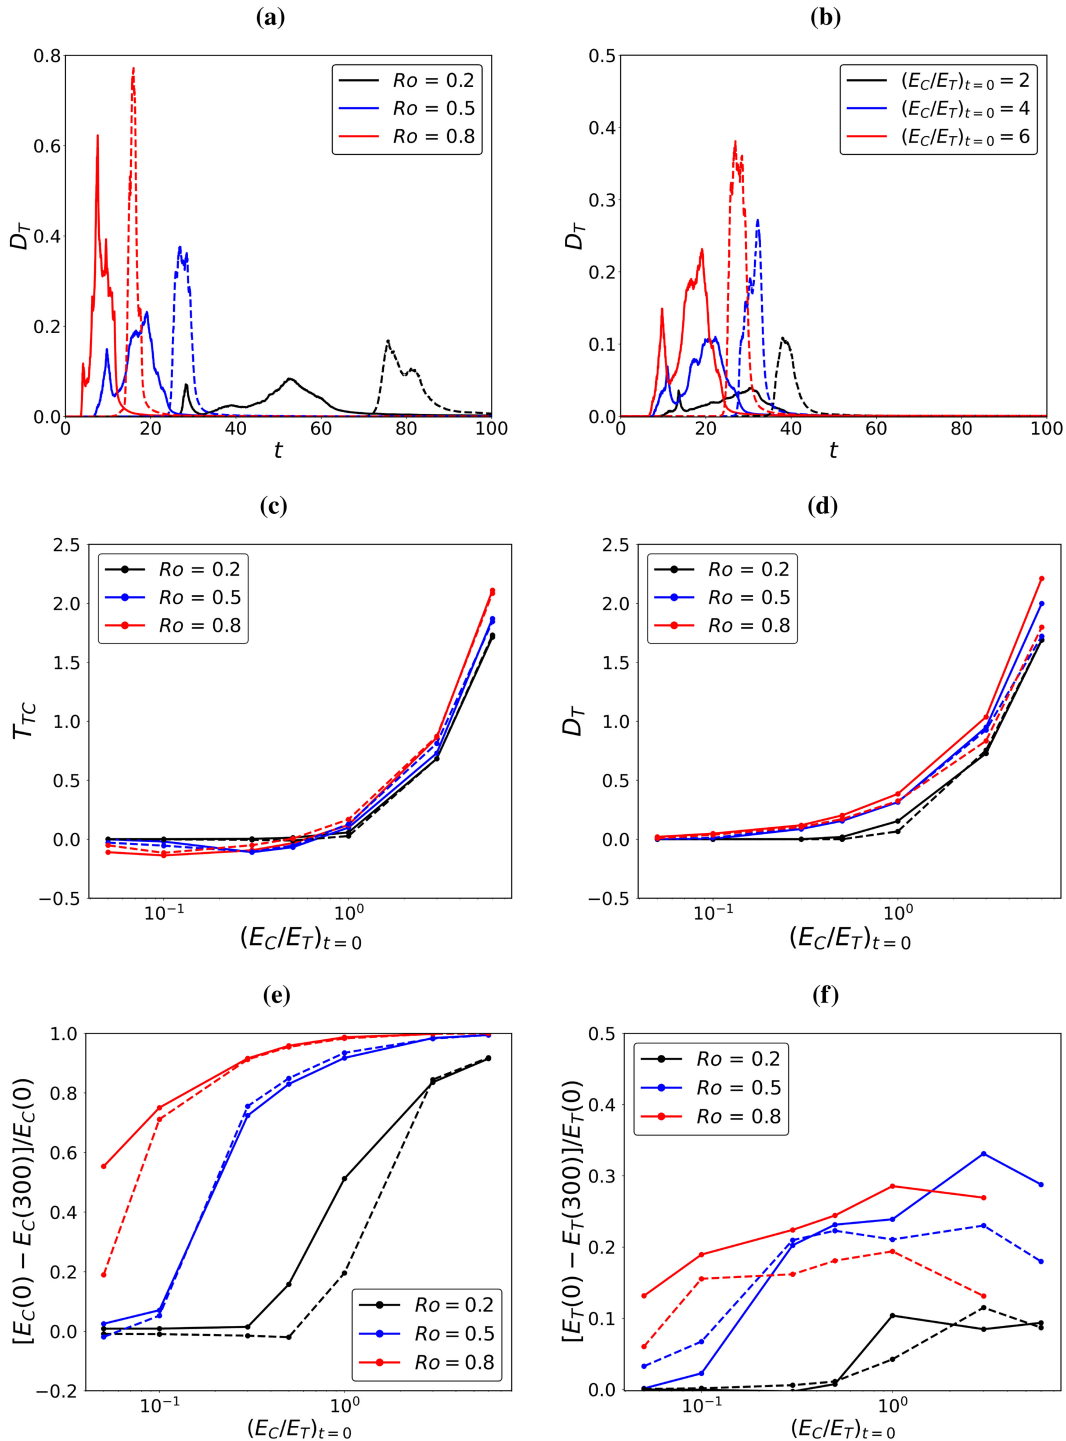 (a)
(b)
0.8
0.6
0.4
0.2
0.0
D_T
0
20
40
60
80
100
t
Ro = 0.2
Ro = 0.5
Ro = 0.8
0.5
0.4
0.3
0.2
0.1
0.0
D_T
0
20
40
60
80
100
t
(E_C/E_T)_{t=0} = 2
(E_C/E_T)_{t=0} = 4
(E_C/E_T)_{t=0} = 6
(c)
(d)
2.5
2.0
1.5
1.0
0.5
0.0
−0.5
T_{TC}
10^{-1}
10^0
(E_C/E_T)_{t=0}
Ro = 0.2
Ro = 0.5
Ro = 0.8
2.5
2.0
1.5
1.0
0.5
0.0
−0.5
D_T
10^{-1}
10^0
(E_C/E_T)_{t=0}
Ro = 0.2
Ro = 0.5
Ro = 0.8
(e)
(f)
1.0
0.8
0.6
0.4
0.2
0.0
−0.2
[E_C(0) − E_C(300)]/E_C(0)
10^{-1}
10^0
(E_C/E_T)_{t=0}
Ro = 0.2
Ro = 0.5
Ro = 0.8
0.5
0.4
0.3
0.2
0.1
0.0
[E_T(0) − E_T(300)]/E_T(0)
10^{-1}
10^0
(E_C/E_T)_{t=0}
Ro = 0.2
Ro = 0.5
Ro = 0.8